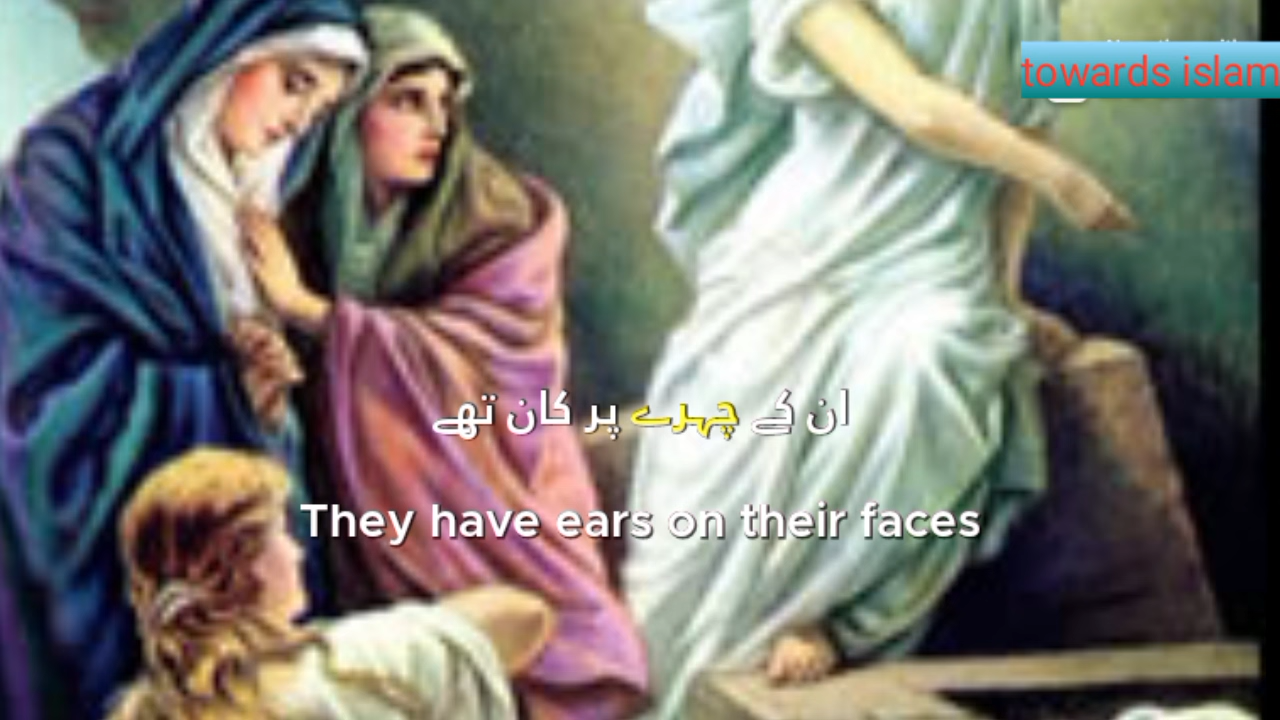 towards islam
ان کے چہرے پر کان تھے
They have ears on their faces